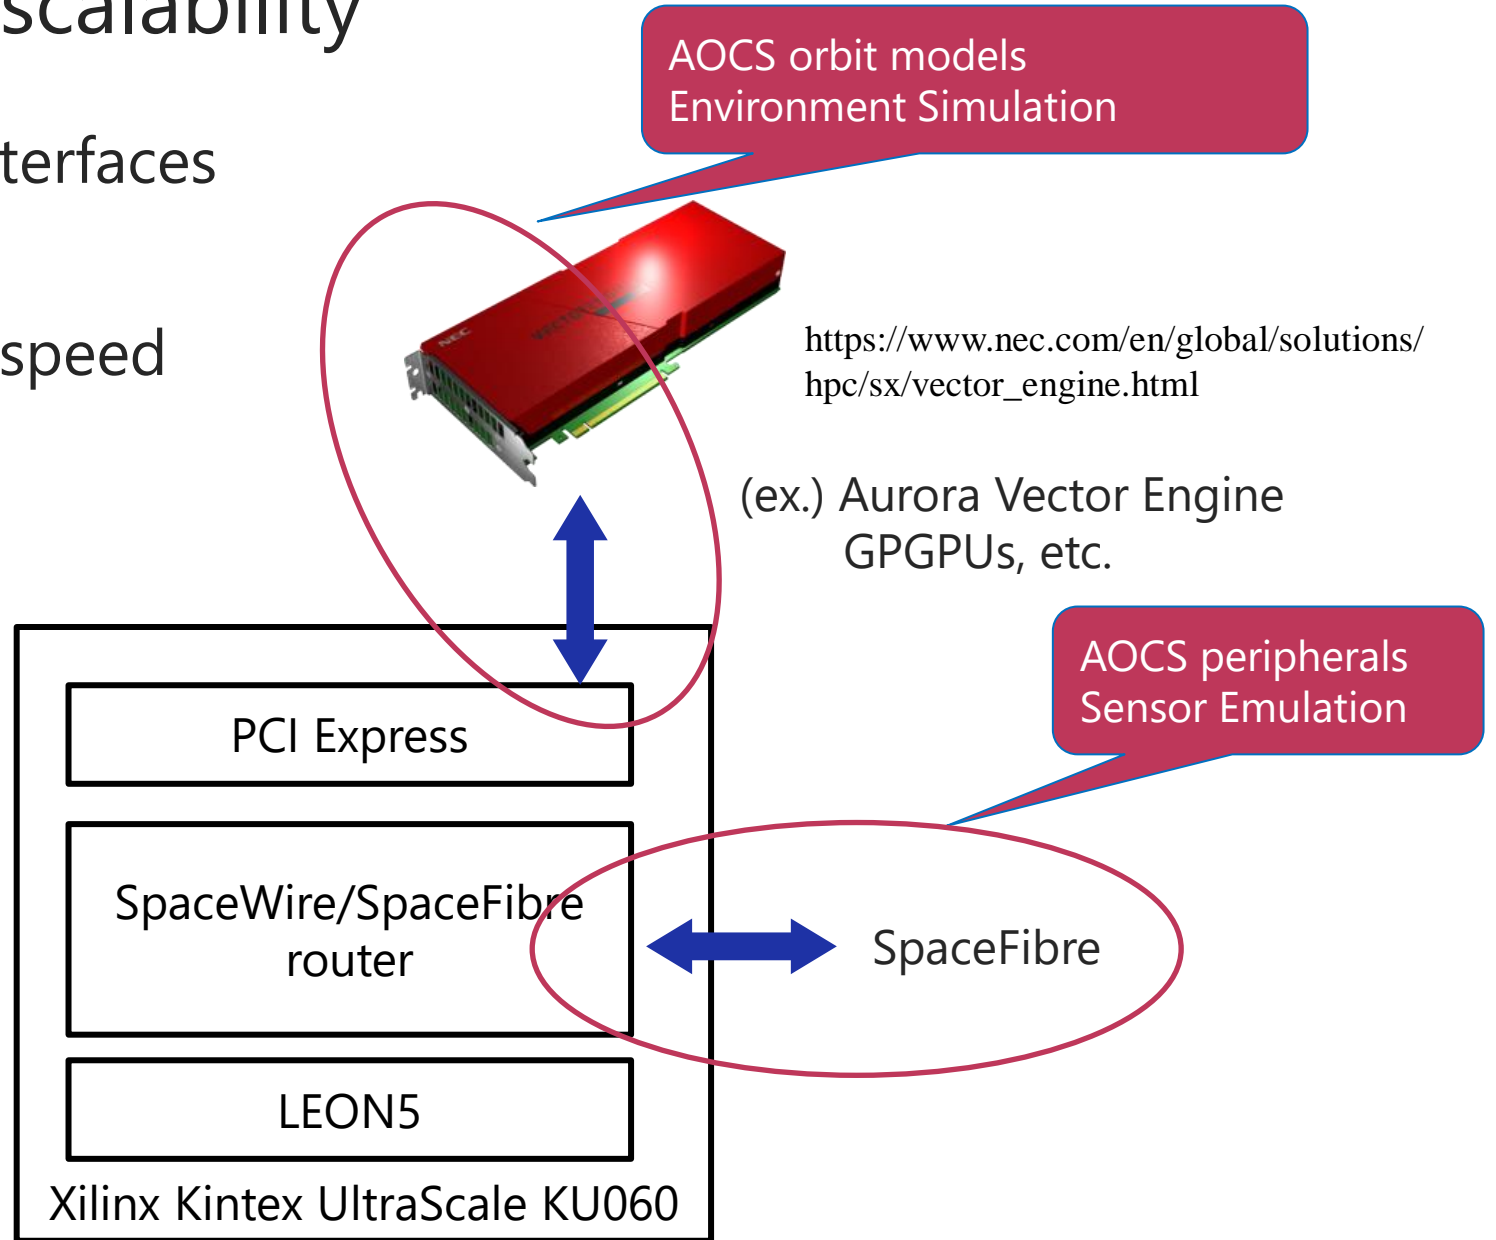 scalability
AOCS orbit models
Environment Simulation
terfaces
NEC
speed
https://www.nec.com/en/global/solutions/
hpc/sx/vector_engine.html
(ex.) Aurora Vector Engine
GPGPUs, etc.
AOCS peripherals
Sensor Emulation
PCI Express
SpaceWire/SpaceFibre
router
SpaceFibre
LEON5
Xilinx Kintex UltraScale KU060